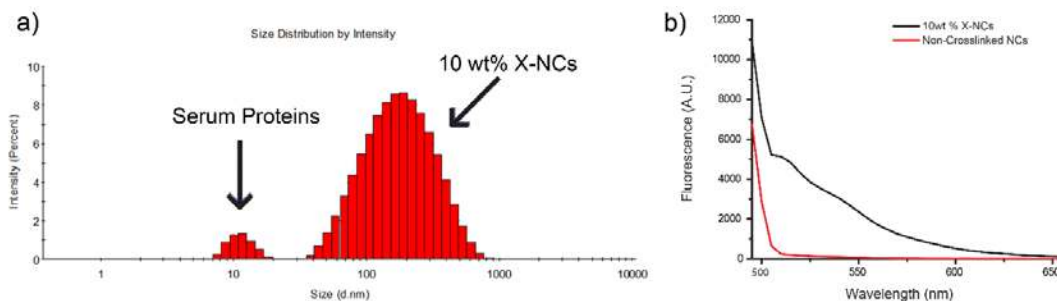 a)
Size Distribution by Intensity
10 wt% X-NCs
Serum Proteins
Intensity (Percent)
10
8
6
4
2
0
1
10
100
1000
10000
Size (d.nm)
b)
10wt % X-NCs
Non-Crosslinked NCs
Fluorescence (A.U.)
12000
10000
8000
6000
4000
2000
0
500
550
600
650
Wavelength (nm)